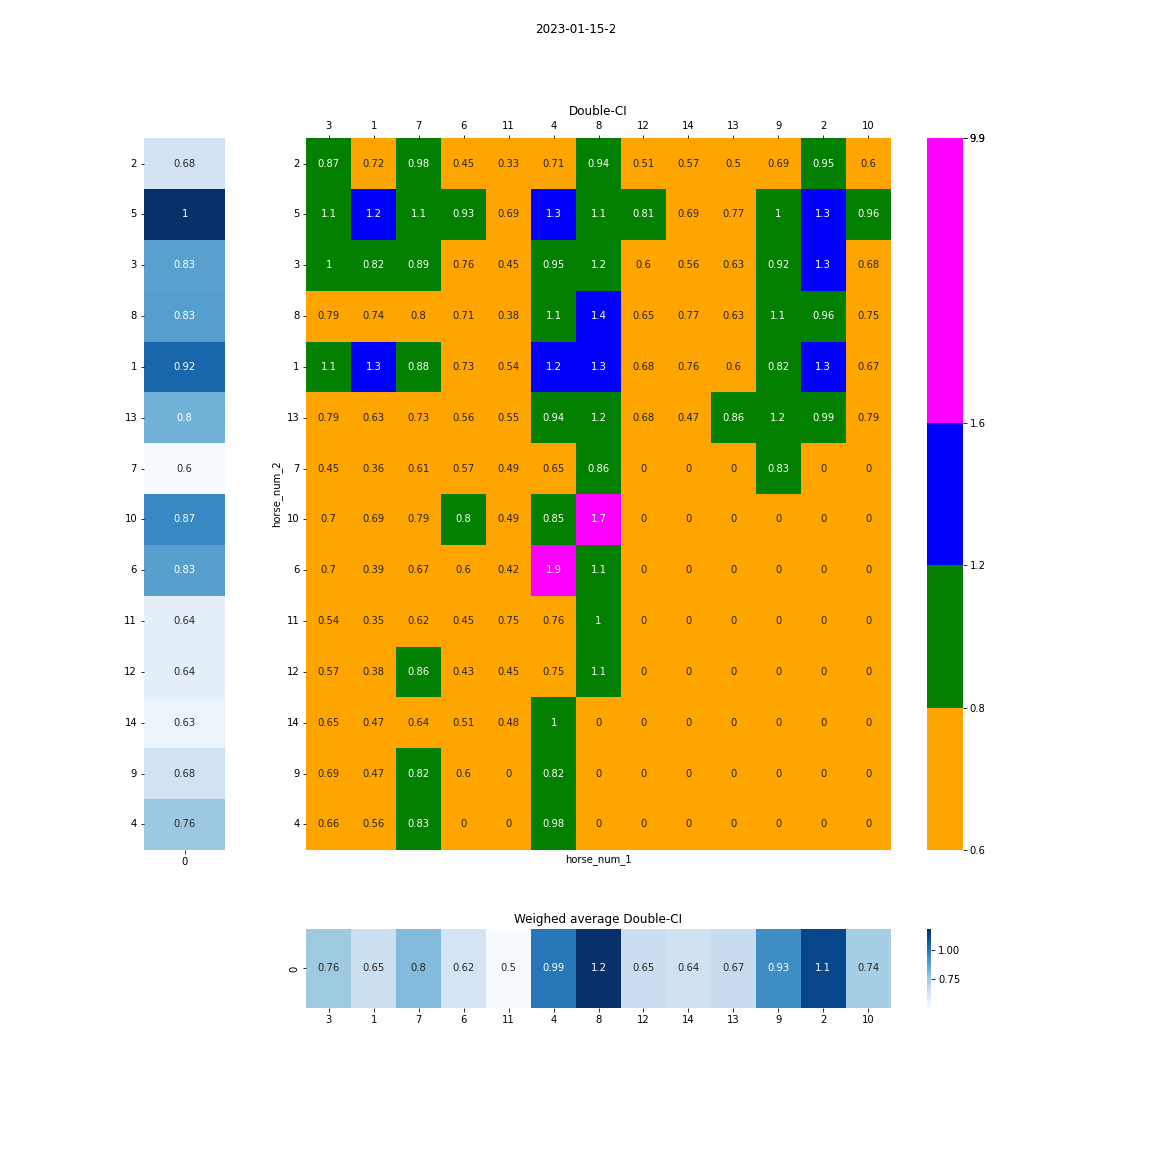 2023-01-15-2
Double-CI
3 1 7 6 11 4 8 12 14 13 9 2 10
2 0.68 2 0.87 0.72 0.98 0.45 0.33 0.71 0.94 0.51 0.57 0.5 0.69 0.95 0.6
5 1 5 1.1 1.2 1.1 0.93 0.69 1.3 1.1 0.81 0.69 0.77 1 1.3 0.96
3 0.83 3 1 0.82 0.89 0.76 0.45 0.95 1.2 0.6 0.56 0.63 0.92 1.3 0.68
8 0.83 8 0.79 0.74 0.8 0.71 0.38 1.1 1.4 0.65 0.77 0.63 1.1 0.96 0.75
1 0.92 1 1.1 1.3 0.88 0.73 0.54 1.2 1.3 0.68 0.76 0.6 0.82 1.3 0.67
13 0.8 13 0.79 0.63 0.73 0.56 0.55 0.94 1.2 0.68 0.47 0.86 1.2 0.99 0.79
7 0.6 7 0.45 0.36 0.61 0.57 0.49 0.65 0.86 0 0 0 0.83 0 0
10 0.87 10 0.7 0.69 0.79 0.8 0.49 0.85 1.7 0 0 0 0 0 0
6 0.83 6 0.7 0.39 0.67 0.6 0.42 1.9 1.1 0 0 0 0 0 0
11 0.64 11 0.54 0.35 0.62 0.45 0.75 0.76 1 0 0 0 0 0 0
12 0.64 12 0.57 0.38 0.86 0.43 0.45 0.75 1.1 0 0 0 0 0 0
14 0.63 14 0.65 0.47 0.64 0.51 0.48 1 0 0 0 0 0 0 0
9 0.68 9 0.69 0.47 0.82 0.6 0 0.82 0 0 0 0 0 0 0
4 0.76 4 0.66 0.56 0.83 0 0 0.98 0 0 0 0 0 0 0
0
horse_num_2
horse_num_1
9.9
1.6
1.2
0.8
0.6
Weighed average Double-CI
0 0.76 0.65 0.8 0.62 0.5 0.99 1.2 0.65 0.64 0.67 0.93 1.1 0.74
3 1 7 6 11 4 8 12 14 13 9 2 10
1.00
0.75